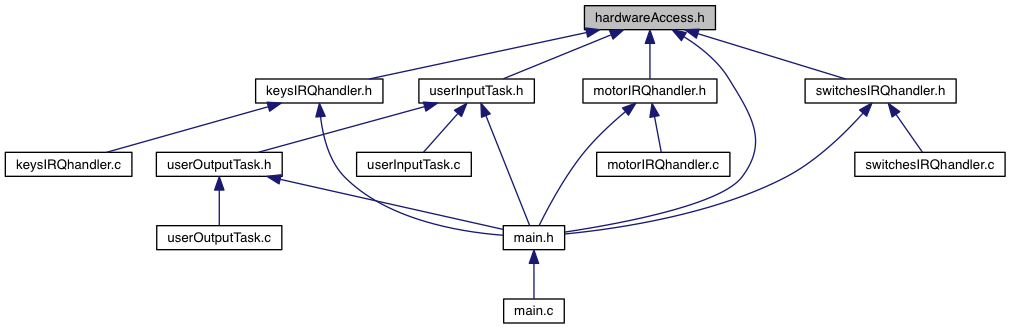 hardwareAccess.h
keysIRQhandler.h
userInputTask.h
motorIRQhandler.h
switchesIRQhandler.h
keysIRQhandler.c
userOutputTask.h
userInputTask.c
motorIRQhandler.c
switchesIRQhandler.c
userOutputTask.c
main.h
main.c